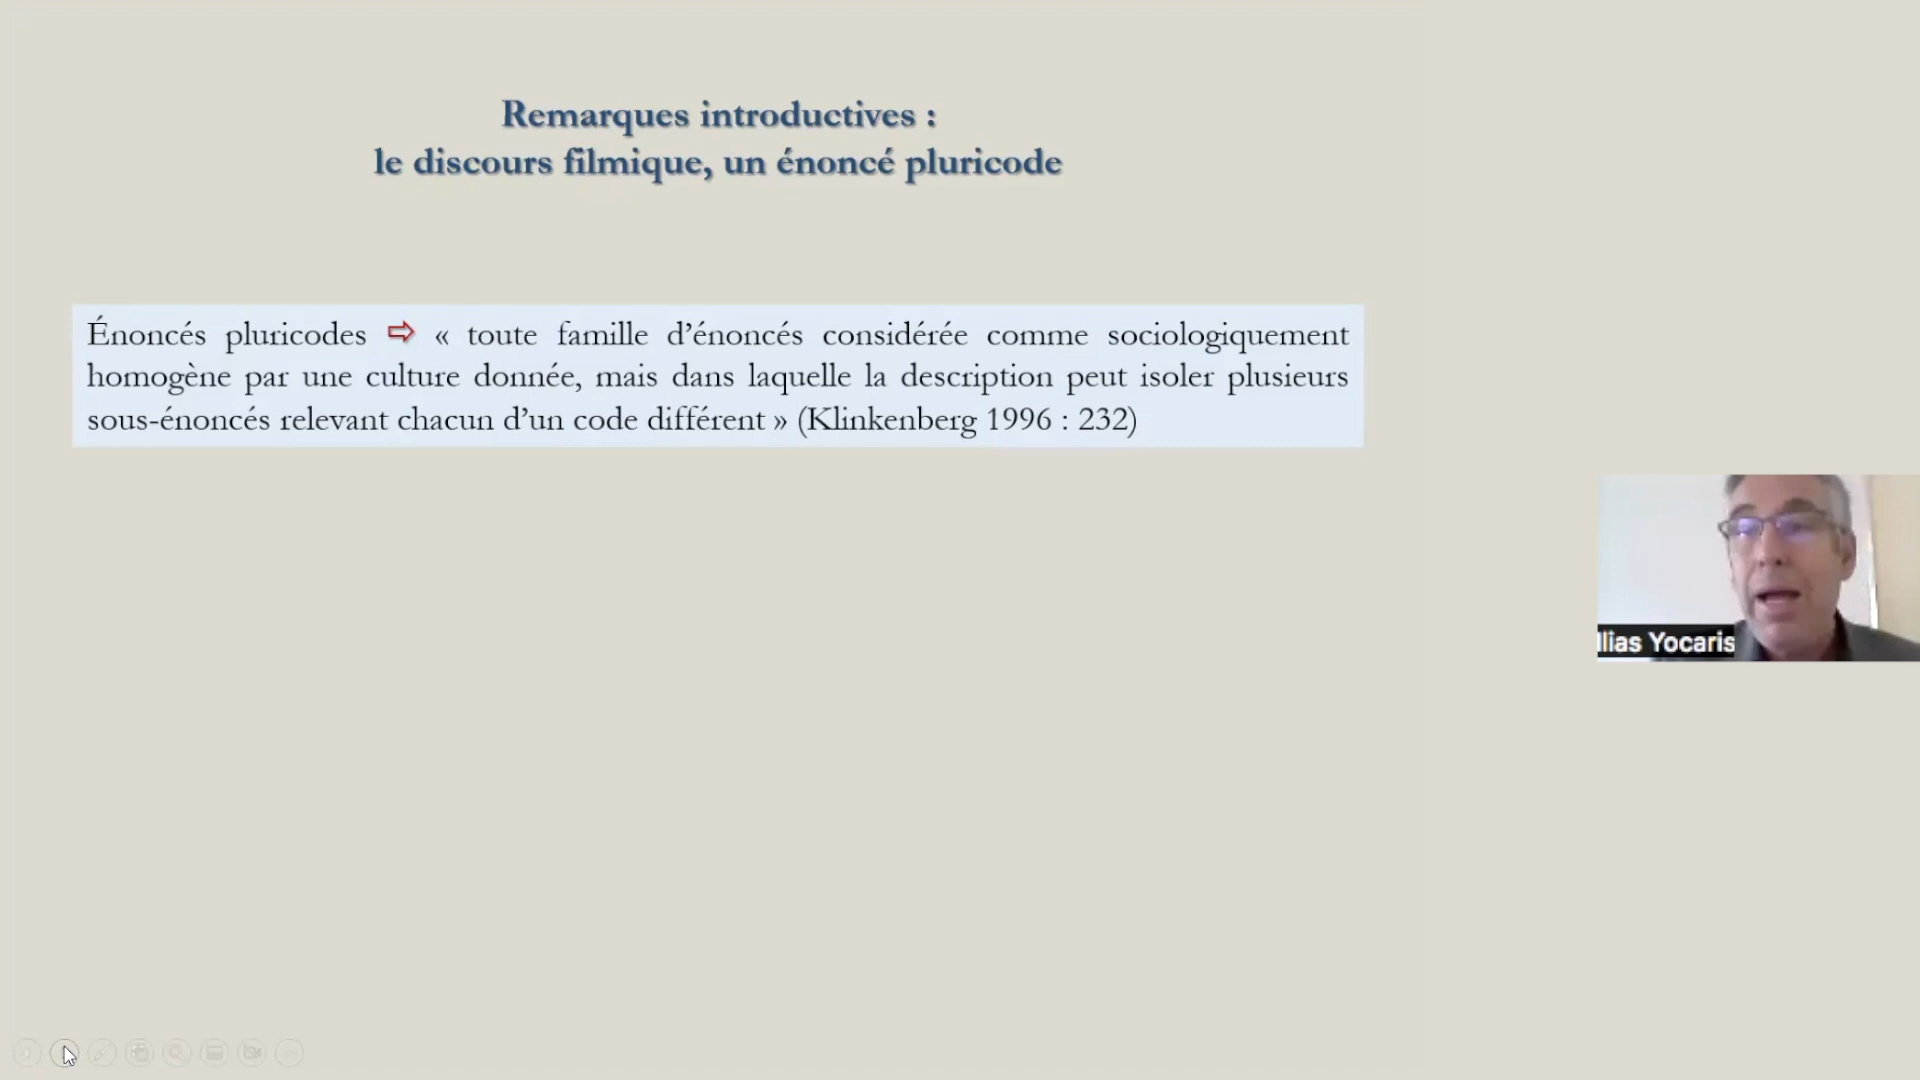 Remarques introductives :
le discours filmique, un énoncé pluricode
Énoncés pluricodes ⇨ « toute famille d’énoncés considérée comme sociologiquement
homogène par une culture donnée, mais dans laquelle la description peut isoler plusieurs
sous-énoncés relevant chacun d’un code différent » (Klinkenberg 1996 : 232)
Ilias Yocaris